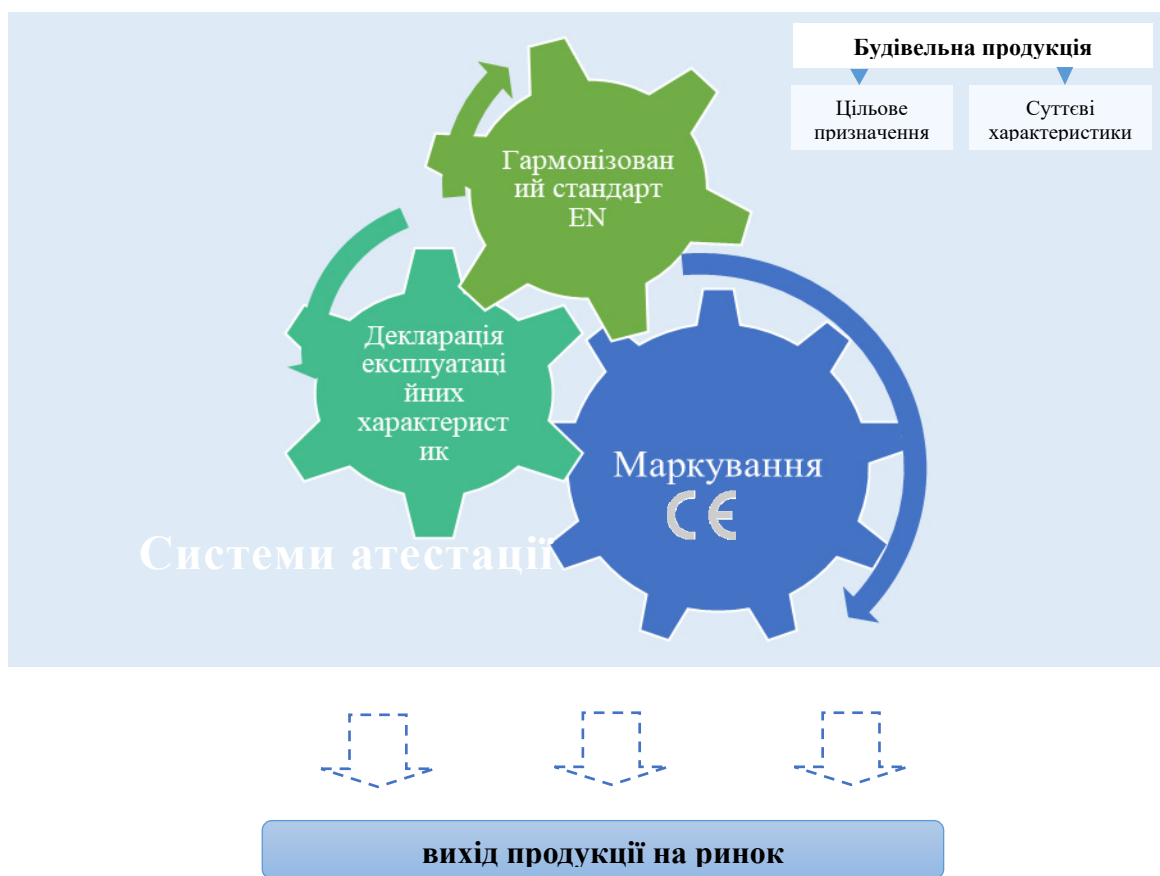 Будівельна продукція
Цільове
призначення
Суттєві
характеристики
Гармонізован
ий стандарт
EN
Декларація
експлуатаці
йних
характерист
ик
Маркування
CE
Системи атестації
вихід продукції на ринок